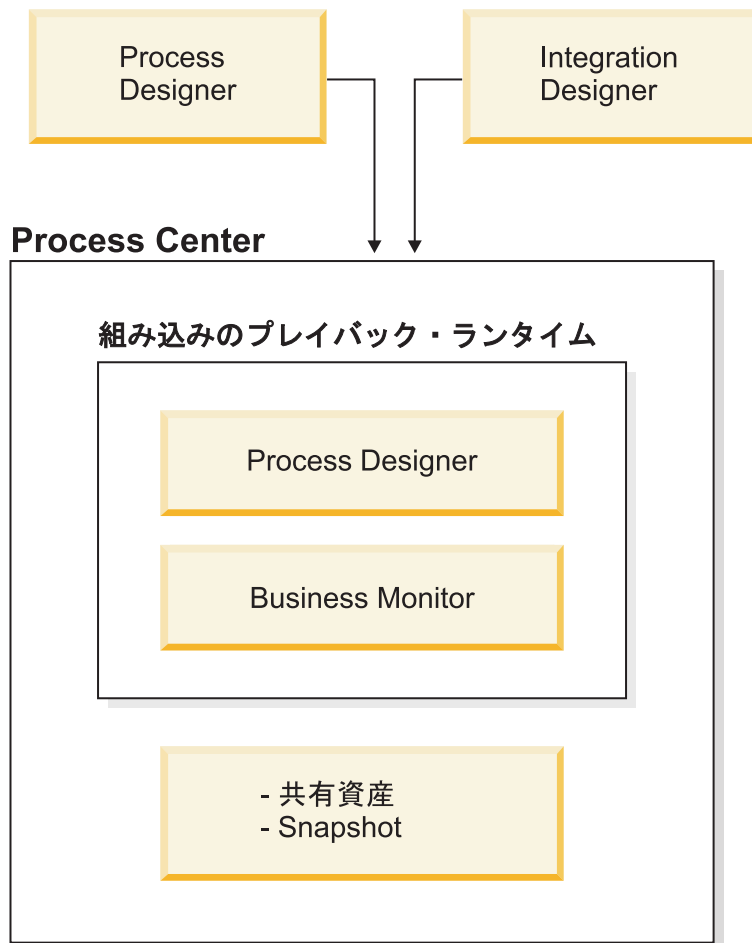 Process
Designer
Integration
Designer
Process Center
組み込みのプレイバック・ランタイム
Process Designer
Business Monitor
- 共有資産
- Snapshot